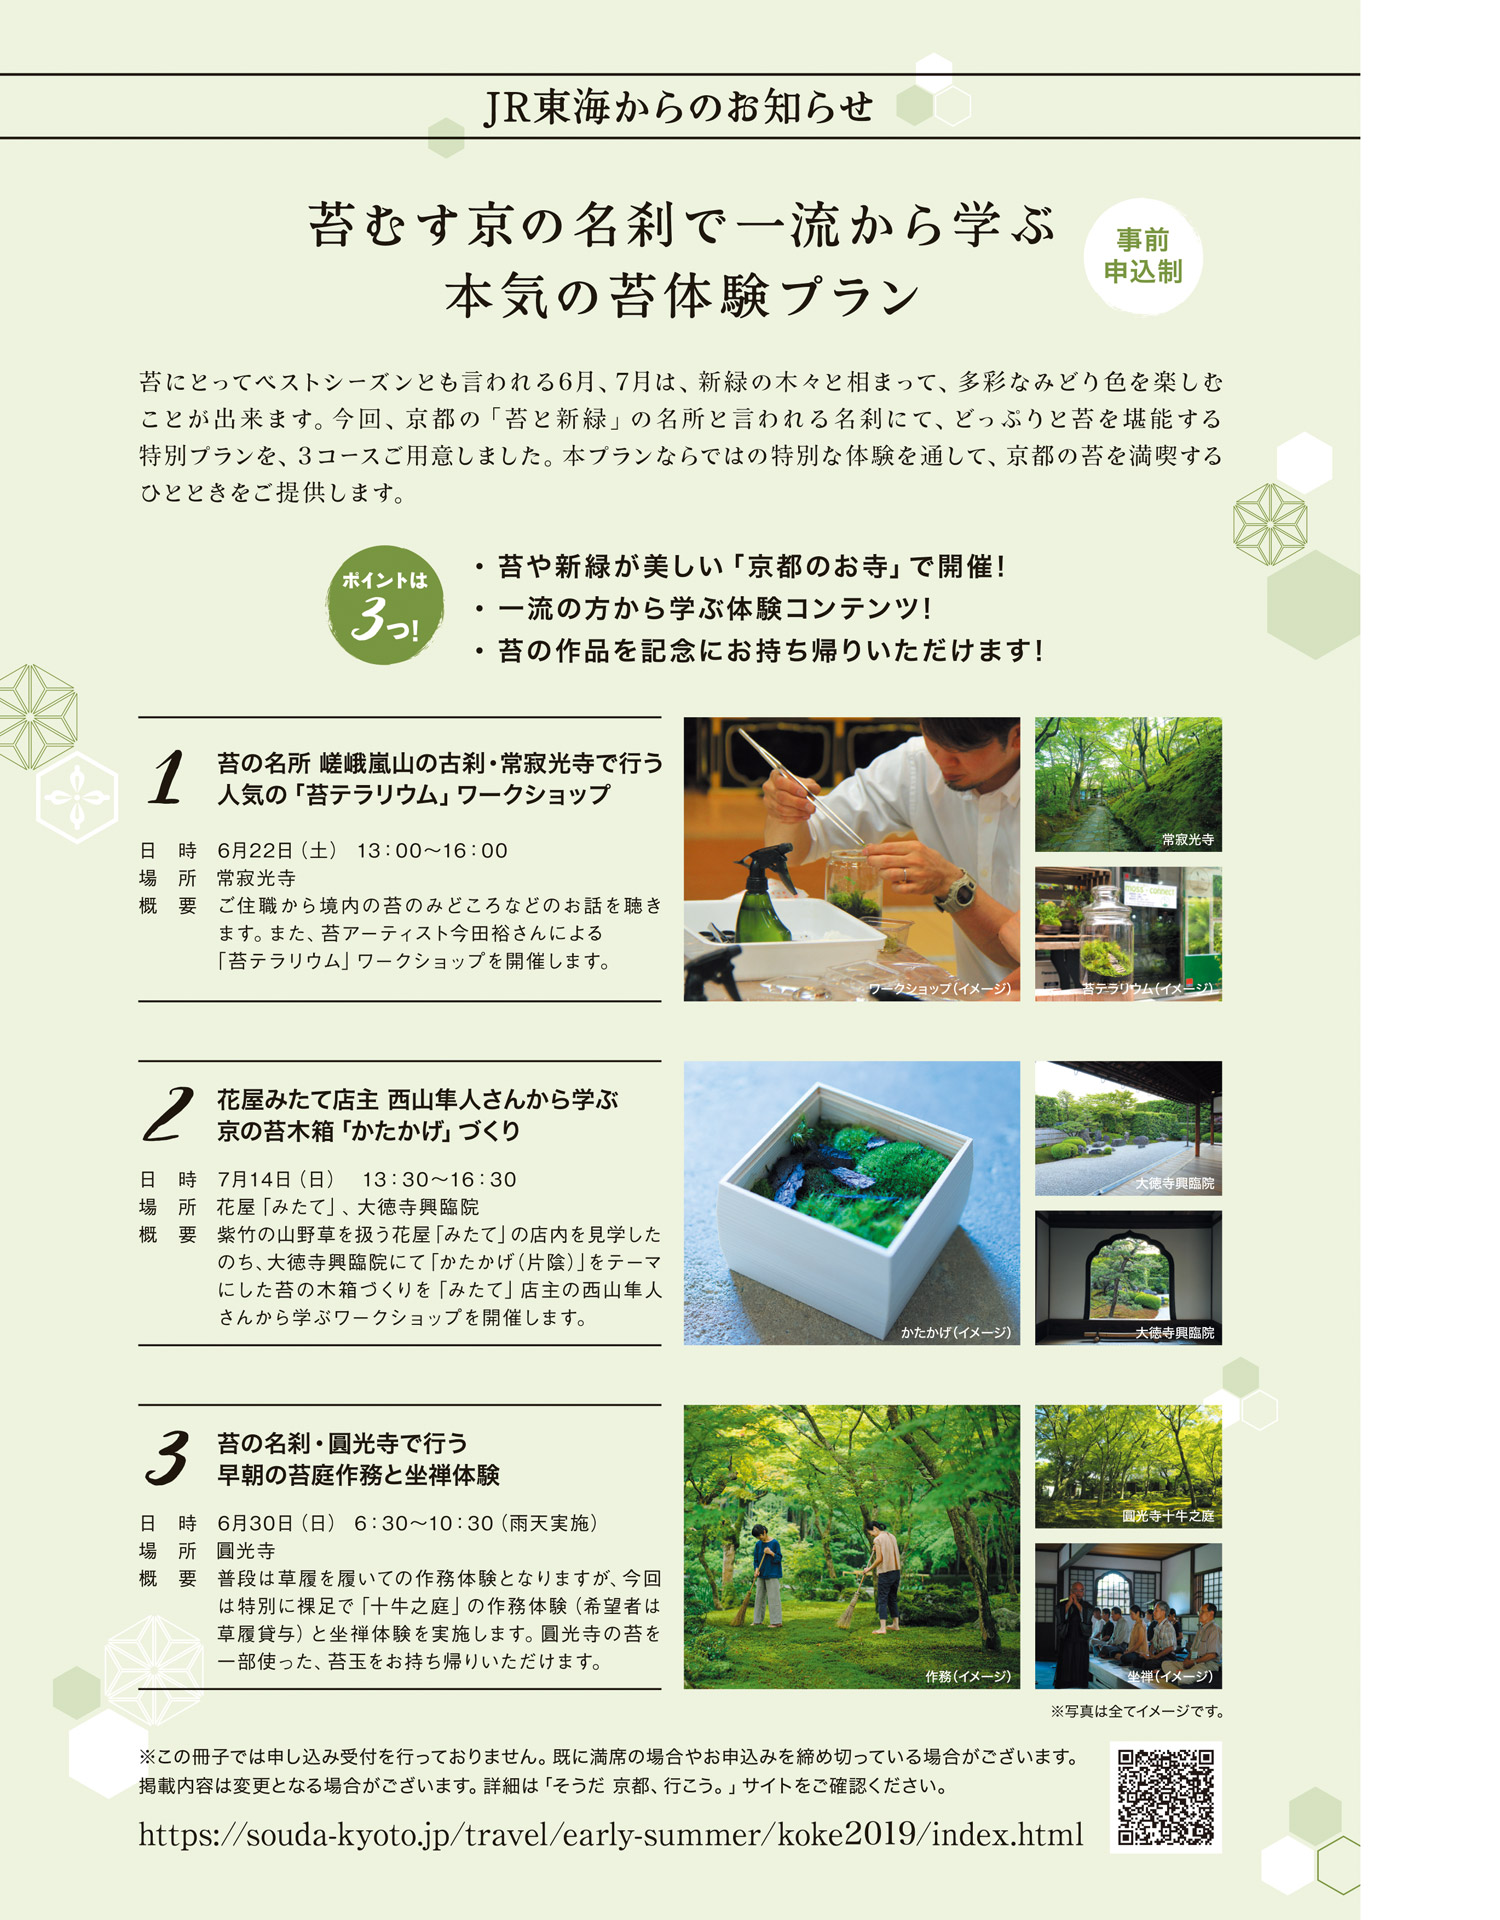 JR東海からのお知らせ
苔むす京の名刹で一流から学ぶ
本気の苔体験プラン
事前
申込制
苔にとってベストシーズンとも言われる6月、7月は、新緑の木々と相まって、多彩なみどり色を楽しむ
ことが出来ます。今回、京都の「苔と新緑」の名所と言われる名刹にて、どっぷりと苔を堪能する
特別プランを、3コースご用意しました。本プランならではの特別な体験を通して、京都の苔を満喫する
ひとときをご提供します。
ポイントは
3つ!
・苔や新緑が美しい「京都のお寺」で開催!
・一流の方から学ぶ体験コンテンツ!
・苔の作品を記念にお持ち帰りいただけます!
1
苔の名所 嵯峨嵐山の古刹・常寂光寺で行う
人気の「苔テラリウム」ワークショップ
日 時 6月22日（土） 13：00〜16：00
場 所 常寂光寺
概 要 ご住職から境内の苔のみどころなどのお話を聴き
ます。また、苔アーティスト今田裕さんによる
「苔テラリウム」ワークショップを開催します。
ワークショップ（イメージ）
常寂光寺
moss-connect
苔テラリウム（イメージ）
2
花屋みたて店主 西山隼人さんから学ぶ
京の苔木箱「かたかげ」づくり
日 時 7月14日（日） 13：30〜16：30
場 所 花屋「みたて」、大徳寺興臨院
概 要 紫竹の山野草を扱う花屋「みたて」の店内を見学した
のち、大徳寺興臨院にて「かたかげ（片陰）」をテーマ
にした苔の木箱づくりを「みたて」店主の西山隼人
さんから学ぶワークショップを開催します。
かたかげ（イメージ）
大徳寺興臨院
大徳寺興臨院
3
苔の名刹・圓光寺で行う
早朝の苔庭作務と坐禅体験
日 時 6月30日（日） 6：30〜10：30（雨天実施）
場 所 圓光寺
概 要 普段は草履を履いての作務体験となりますが、今回
は特別に裸足で「十牛之庭」の作務体験（希望者は
草履貸与）と坐禅体験を実施します。圓光寺の苔を
一部使った、苔玉をお持ち帰りいただけます。
作務（イメージ）
圓光寺十牛之庭
坐禅（イメージ）
※写真は全てイメージです。
※この冊子では申し込み受付を行っておりません。既に満席の場合やお申込みを締め切っている場合がございます。
掲載内容は変更となる場合がございます。詳細は「そうだ 京都、行こう。」サイトをご確認ください。
https://souda-kyoto.jp/travel/early-summer/koke2019/index.html